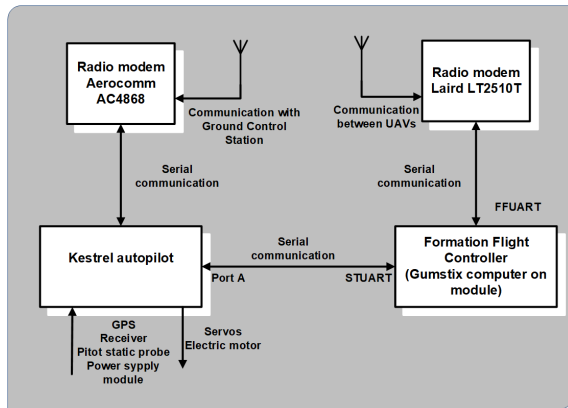 Radio modem
Aerocomm
AC4868
Radio modem
Laird LT2510T
Communication with
Ground Control
Station
Communication
between UAVs
Serial
communication
Serial
communication
FFUART
Kestrel autopilot
Serial
communication
Port A
STUART
Formation Flight
Controller
(Gumstix computer on
module)
GPS
Receiver
Pitot static probe
Power sypply
module
Servos
Electric motor